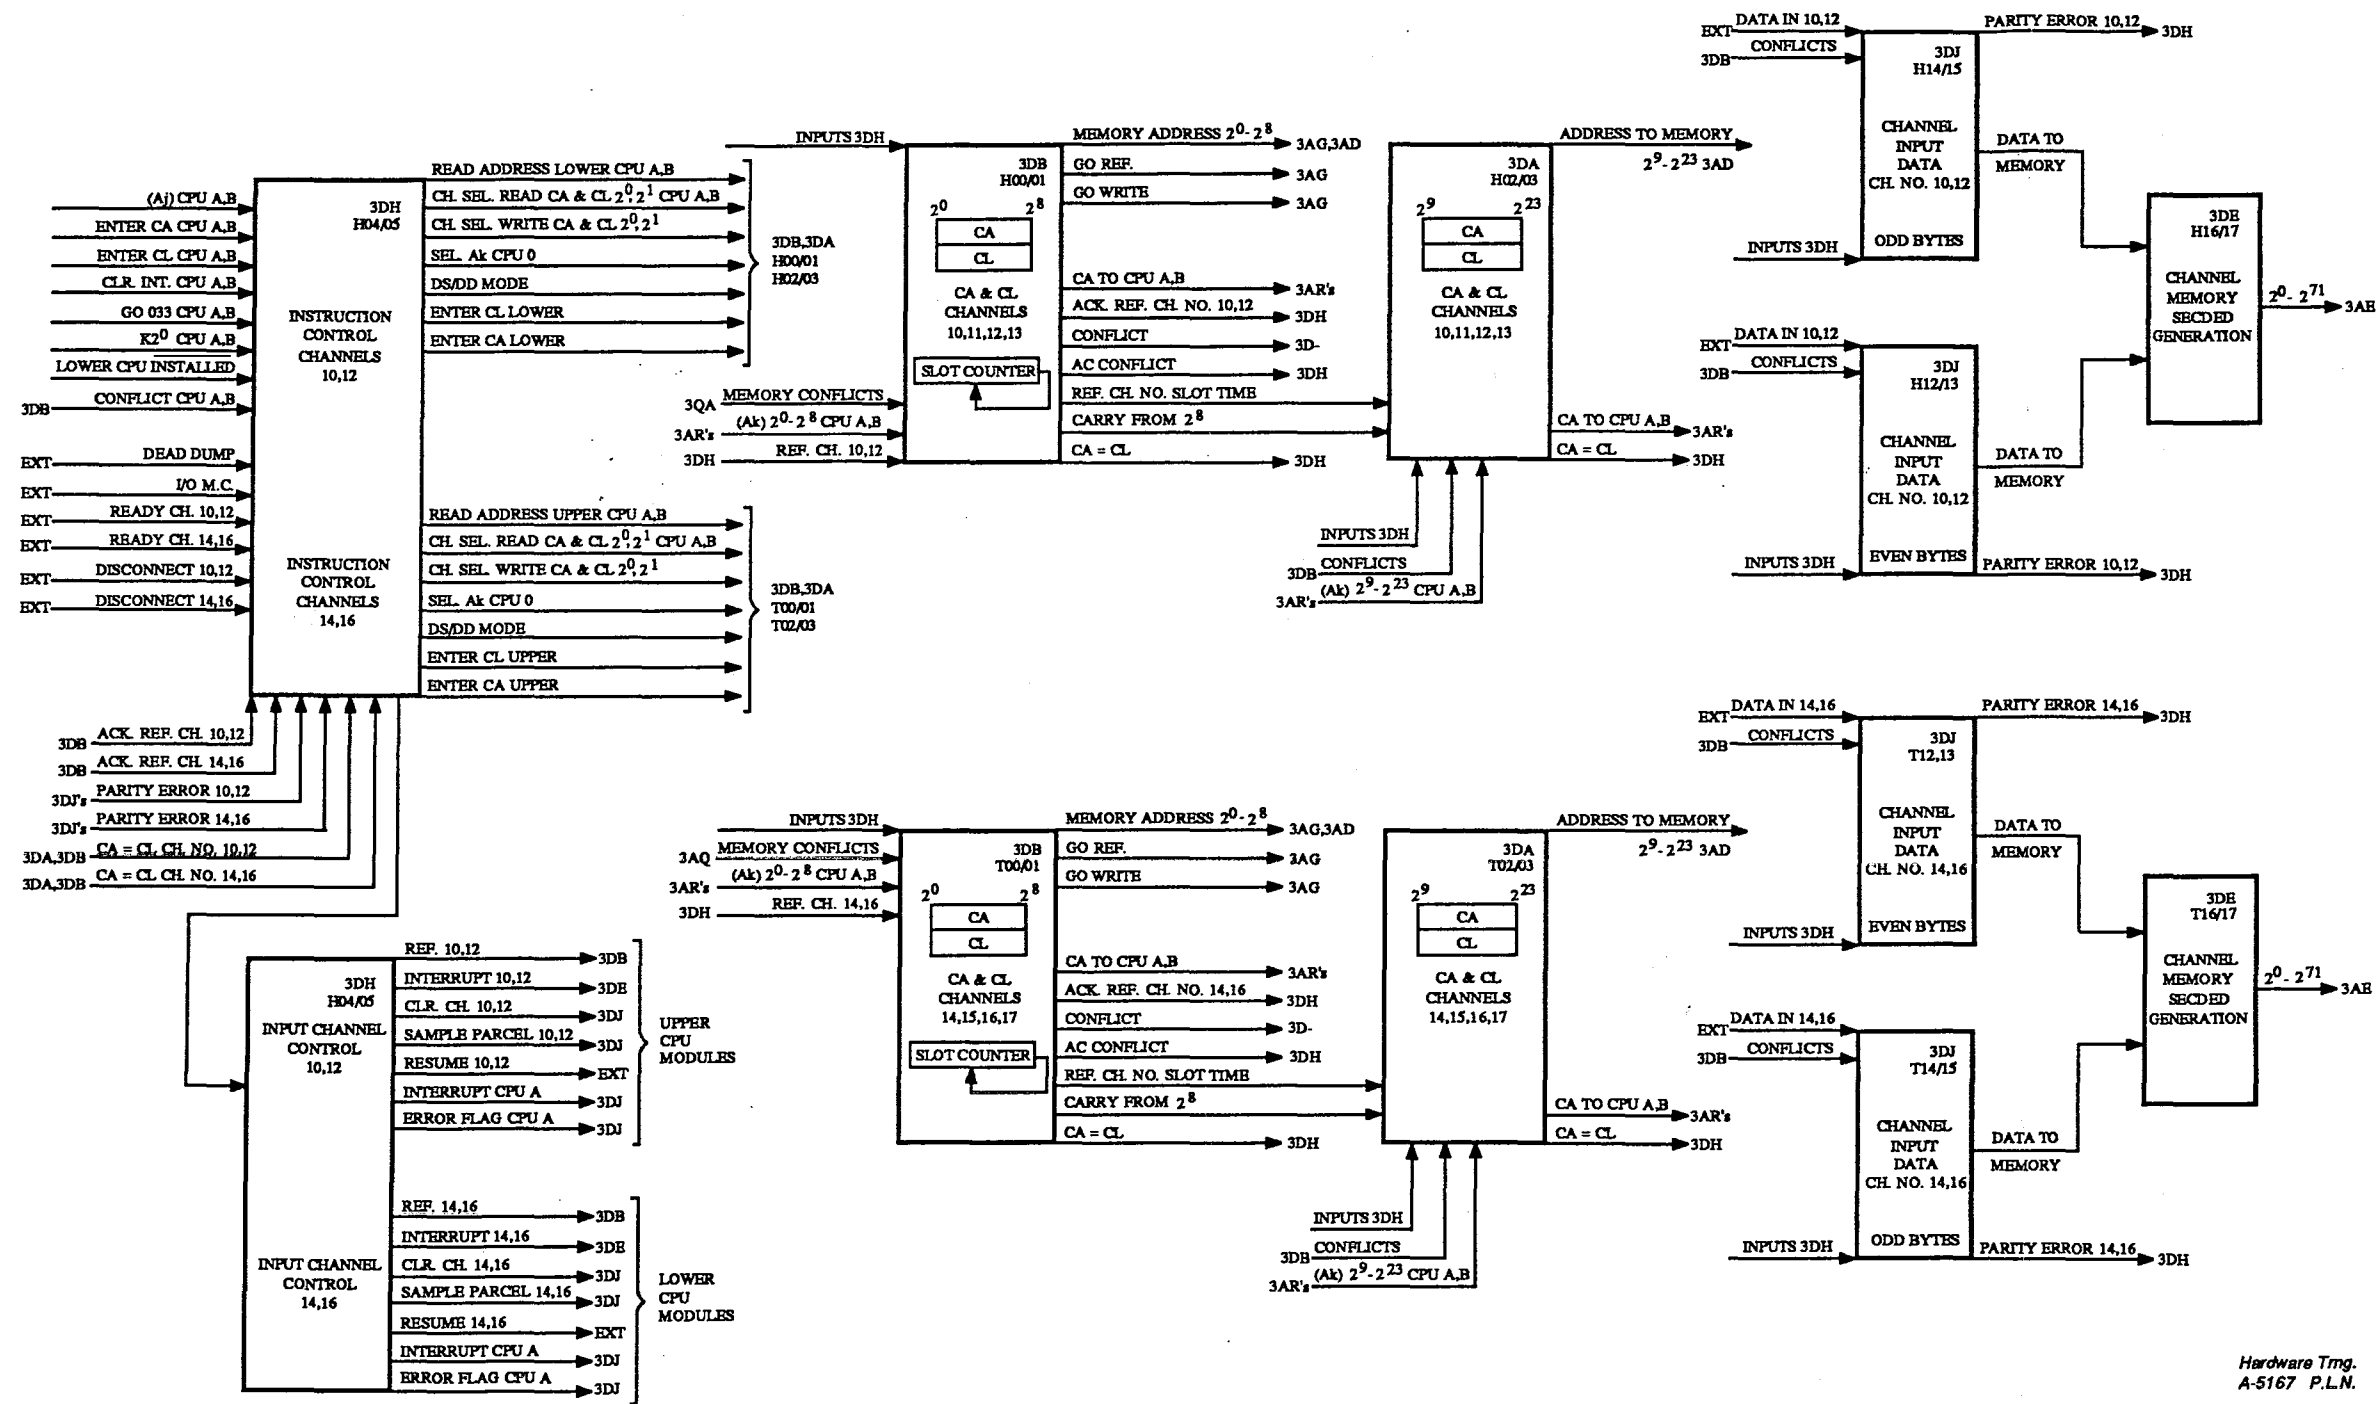 (Aj) CPU A,B
ENTER CA CPU A,B
ENTER CL CPU A,B
CLR. INT. CPU A,B
GO 033 CPU A,B
K2⁰ CPU A,B
LOWER CPU INSTALLED
3DB CONFLICT CPU A,B
EXT DEAD DUMP
EXT I/O M.C.
EXT READY CH. 10,12
EXT READY CH. 14,16
EXT DISCONNECT 10,12
EXT DISCONNECT 14,16
3DH
H04/05
INSTRUCTION
CONTROL
CHANNELS
10,12
INSTRUCTION
CONTROL
CHANNELS
14,16
READ ADDRESS LOWER CPU A,B
CH. SEL. READ CA & CL 2⁰, 2¹ CPU A,B
CH. SEL. WRITE CA & CL 2⁰, 2¹
SEL. Ak CPU 0
DS/DD MODE
ENTER CL LOWER
ENTER CA LOWER
3DB,3DA
H00/01
H02/03
READ ADDRESS UPPER CPU A,B
CH. SEL. READ CA & CL 2⁰, 2¹ CPU A,B
CH. SEL. WRITE CA & CL 2⁰, 2¹
SEL. Ak CPU 0
DS/DD MODE
ENTER CL UPPER
ENTER CA UPPER
3DB,3DA
T00/01
T02/03
3DB ACK. REF. CH. 10,12
3DB ACK. REF. CH. 14,16
3DJ's PARITY ERROR 10,12
3DJ's PARITY ERROR 14,16
3DA,3DB CA = CL CH. NO. 10,12
3DA,3DB CA = CL CH. NO. 14,16
3DH
H04/05
INPUT CHANNEL
CONTROL
10,12
INPUT CHANNEL
CONTROL
14,16
REF. 10,12 3DB
INTERRUPT 10,12 3DE
CLR. CH. 10,12 3DJ
SAMPLE PARCEL 10,12 3DJ
RESUME 10,12 EXT
INTERRUPT CPU A 3DJ
ERROR FLAG CPU A 3DJ
UPPER
CPU
MODULES
REF. 14,16 3DB
INTERRUPT 14,16 3DE
CLR. CH. 14,16 3DJ
SAMPLE PARCEL 14,16 3DJ
RESUME 14,16 EXT
INTERRUPT CPU A 3DJ
ERROR FLAG CPU A 3DJ
LOWER
CPU
MODULES
INPUTS 3DH
3QA MEMORY CONFLICTS
3AR's (Ak) 2⁰- 2⁸ CPU A,B
3DH REF. CH. 10,12
3DB
H00/01
2⁰ 2⁸
CA
CL
CA & CL
CHANNELS
10,11,12,13
SLOT COUNTER
MEMORY ADDRESS 2⁰- 2⁸ 3AG,3AD
GO REF. 3AG
GO WRITE 3AG
CA TO CPU A,B 3AR's
ACK. REF. CH. NO. 10,12 3DH
CONFLICT 3D-
AC CONFLICT 3DH
REF. CH. NO. SLOT TIME
CARRY FROM 2⁸
CA = CL 3DH
3DA
H02/03
2⁹ 2²³
CA
CL
CA & CL
CHANNELS
10,11,12,13
ADDRESS TO MEMORY
2⁹- 2²³ 3AD
CA TO CPU A,B 3AR's
CA = CL 3DH
INPUTS 3DH
3DB CONFLICTS
3AR's (Ak) 2⁹- 2²³ CPU A,B
EXT DATA IN 10,12
3DB CONFLICTS
INPUTS 3DH
3DJ
H14/15
CHANNEL
INPUT
DATA
CH. NO. 10,12
ODD BYTES
PARITY ERROR 10,12 3DH
DATA TO
MEMORY
EXT DATA IN 10,12
3DB CONFLICTS
INPUTS 3DH
3DJ
H12/13
CHANNEL
INPUT
DATA
CH. NO. 10,12
EVEN BYTES
DATA TO
MEMORY
PARITY ERROR 10,12 3DH
3DE
H16/17
CHANNEL
MEMORY
SECDED
GENERATION
2⁰- 2⁷¹ 3AE
INPUTS 3DH
3AQ MEMORY CONFLICTS
3AR's (Ak) 2⁰- 2⁸ CPU A,B
3DH REF. CH. 14,16
3DB
T00/01
2⁰ 2⁸
CA
CL
CA & CL
CHANNELS
14,15,16,17
SLOT COUNTER
MEMORY ADDRESS 2⁰- 2⁸ 3AG,3AD
GO REF. 3AG
GO WRITE 3AG
CA TO CPU A,B 3AR's
ACK. REF. CH. NO. 14,16 3DH
CONFLICT 3D-
AC CONFLICT 3DH
REF. CH. NO. SLOT TIME
CARRY FROM 2⁸
CA = CL 3DH
3DA
T02/03
2⁹ 2²³
CA
CL
CA & CL
CHANNELS
14,15,16,17
ADDRESS TO MEMORY
2⁹- 2²³ 3AD
CA TO CPU A,B 3AR's
CA = CL 3DH
INPUTS 3DH
3DB CONFLICTS
3AR's (Ak) 2⁹- 2²³ CPU A,B
EXT DATA IN 14,16
3DB CONFLICTS
INPUTS 3DH
3DJ
T12,13
CHANNEL
INPUT
DATA
CH. NO. 14,16
EVEN BYTES
PARITY ERROR 14,16 3DH
DATA TO
MEMORY
EXT DATA IN 14,16
3DB CONFLICTS
INPUTS 3DH
3DJ
T14/15
CHANNEL
INPUT
DATA
CH. NO. 14,16
ODD BYTES
DATA TO
MEMORY
PARITY ERROR 14,16 3DH
3DE
T16/17
CHANNEL
MEMORY
SECDED
GENERATION
2⁰- 2⁷¹ 3AE
Hardware Trng.
A-5167 P.L.N.